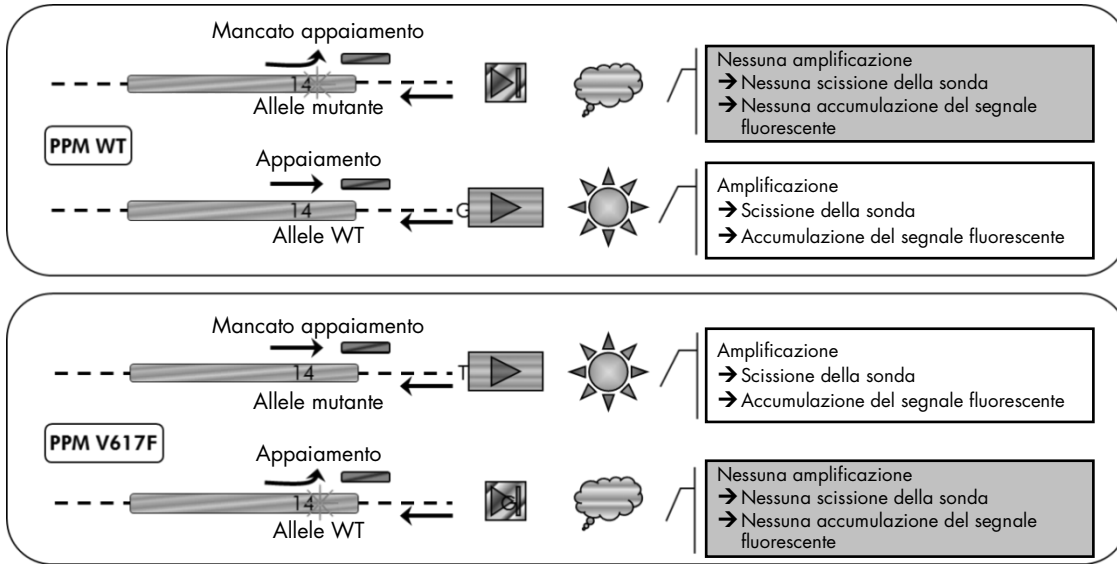 Mancato appaiamento
14
Allele mutante
Nessuna amplificazione
➔ Nessuna scissione della sonda
➔ Nessuna accumulazione del segnale
fluorescente
PPM WT
Appaiamento
14
Allele WT
G
Amplificazione
➔ Scissione della sonda
➔ Accumulazione del segnale fluorescente
Mancato appaiamento
14
Allele mutante
T
Amplificazione
➔ Scissione della sonda
➔ Accumulazione del segnale fluorescente
PPM V617F
Appaiamento
14
Allele WT
G
Nessuna amplificazione
➔ Nessuna scissione della sonda
➔ Nessuna accumulazione del segnale
fluorescente